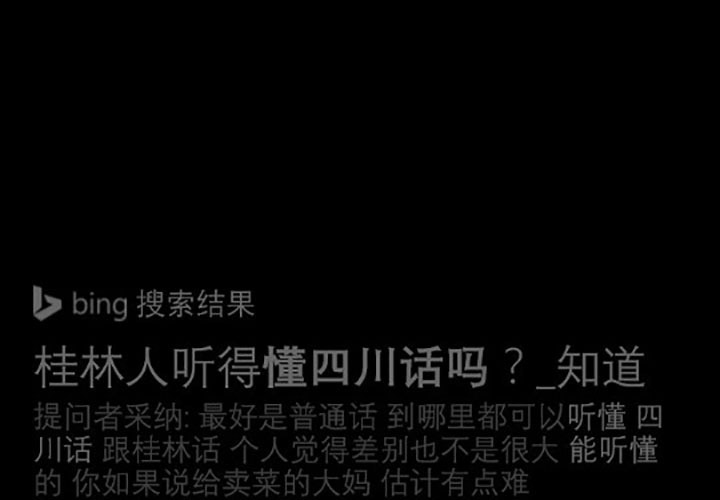 bing 搜索结果
桂林人听得懂四川话吗？_知道
提问者采纳: 最好是普通话 到哪里都可以听懂 四
川话 跟桂林话 个人觉得差别也不是很大 能听懂
的 你如果说给卖菜的大妈 估计有点难